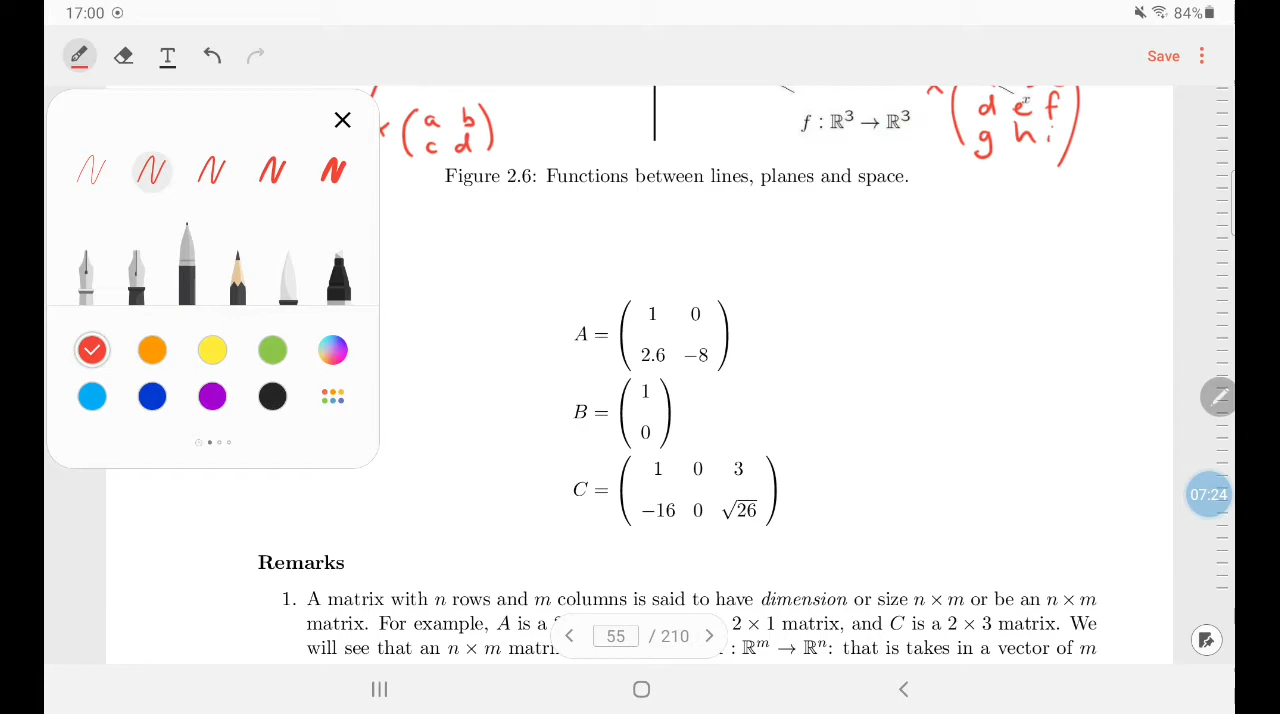 17:00 84%
T Save
d e f
g h i
x
f : ℝ³ → ℝ³
a b
c d
Figure 2.6: Functions between lines, planes and space.
A = ( 1 0
2.6 −8 )
B = ( 1
0 )
C = ( 1 0 3
−16 0 √26 )
07:24
Remarks
1. A matrix with n rows and m columns is said to have dimension or size n × m or be an n × m
matrix. For example, A is a 2 × 1 matrix, and C is a 2 × 3 matrix. We
will see that an n × m : ℝᵐ → ℝⁿ: that is takes in a vector of m
55 / 210